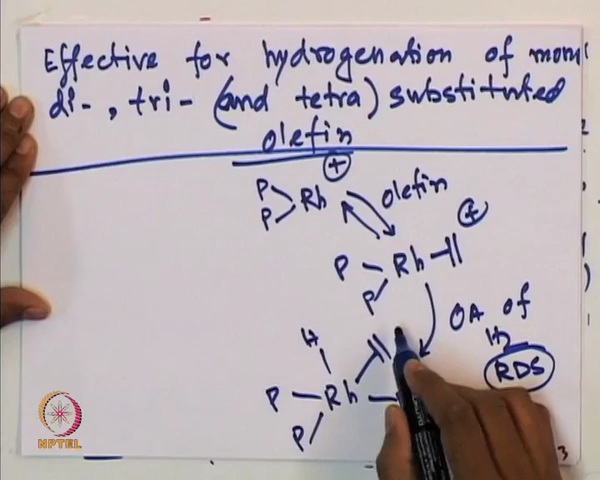 Effective for hydrogenation of mono
di-, tri- (and tetra) substituted
olefin
P
P
Rh
+
olefin
P
P
Rh
+
OA of
H2
RDS
H
P
P
Rh
NPTEL
3